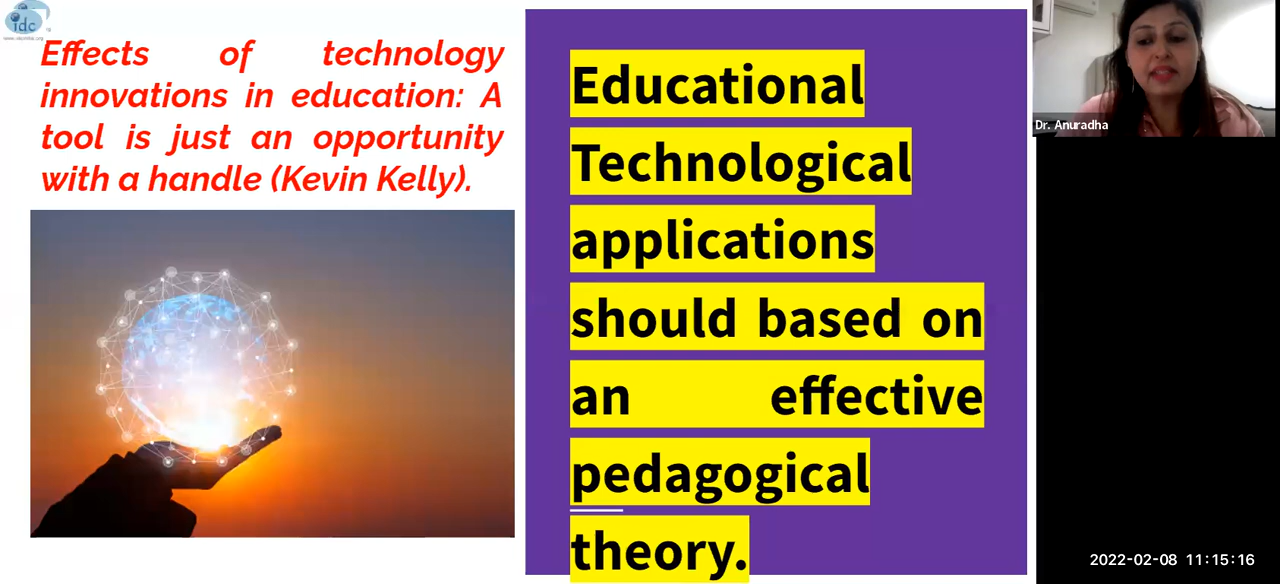 idc
Effects of technology
innovations in education: A
tool is just an opportunity
with a handle (Kevin Kelly).
Educational
Technological
applications
should based on
an effective
pedagogical
theory.
Dr. Anuradha
2022-02-08 11:15:16